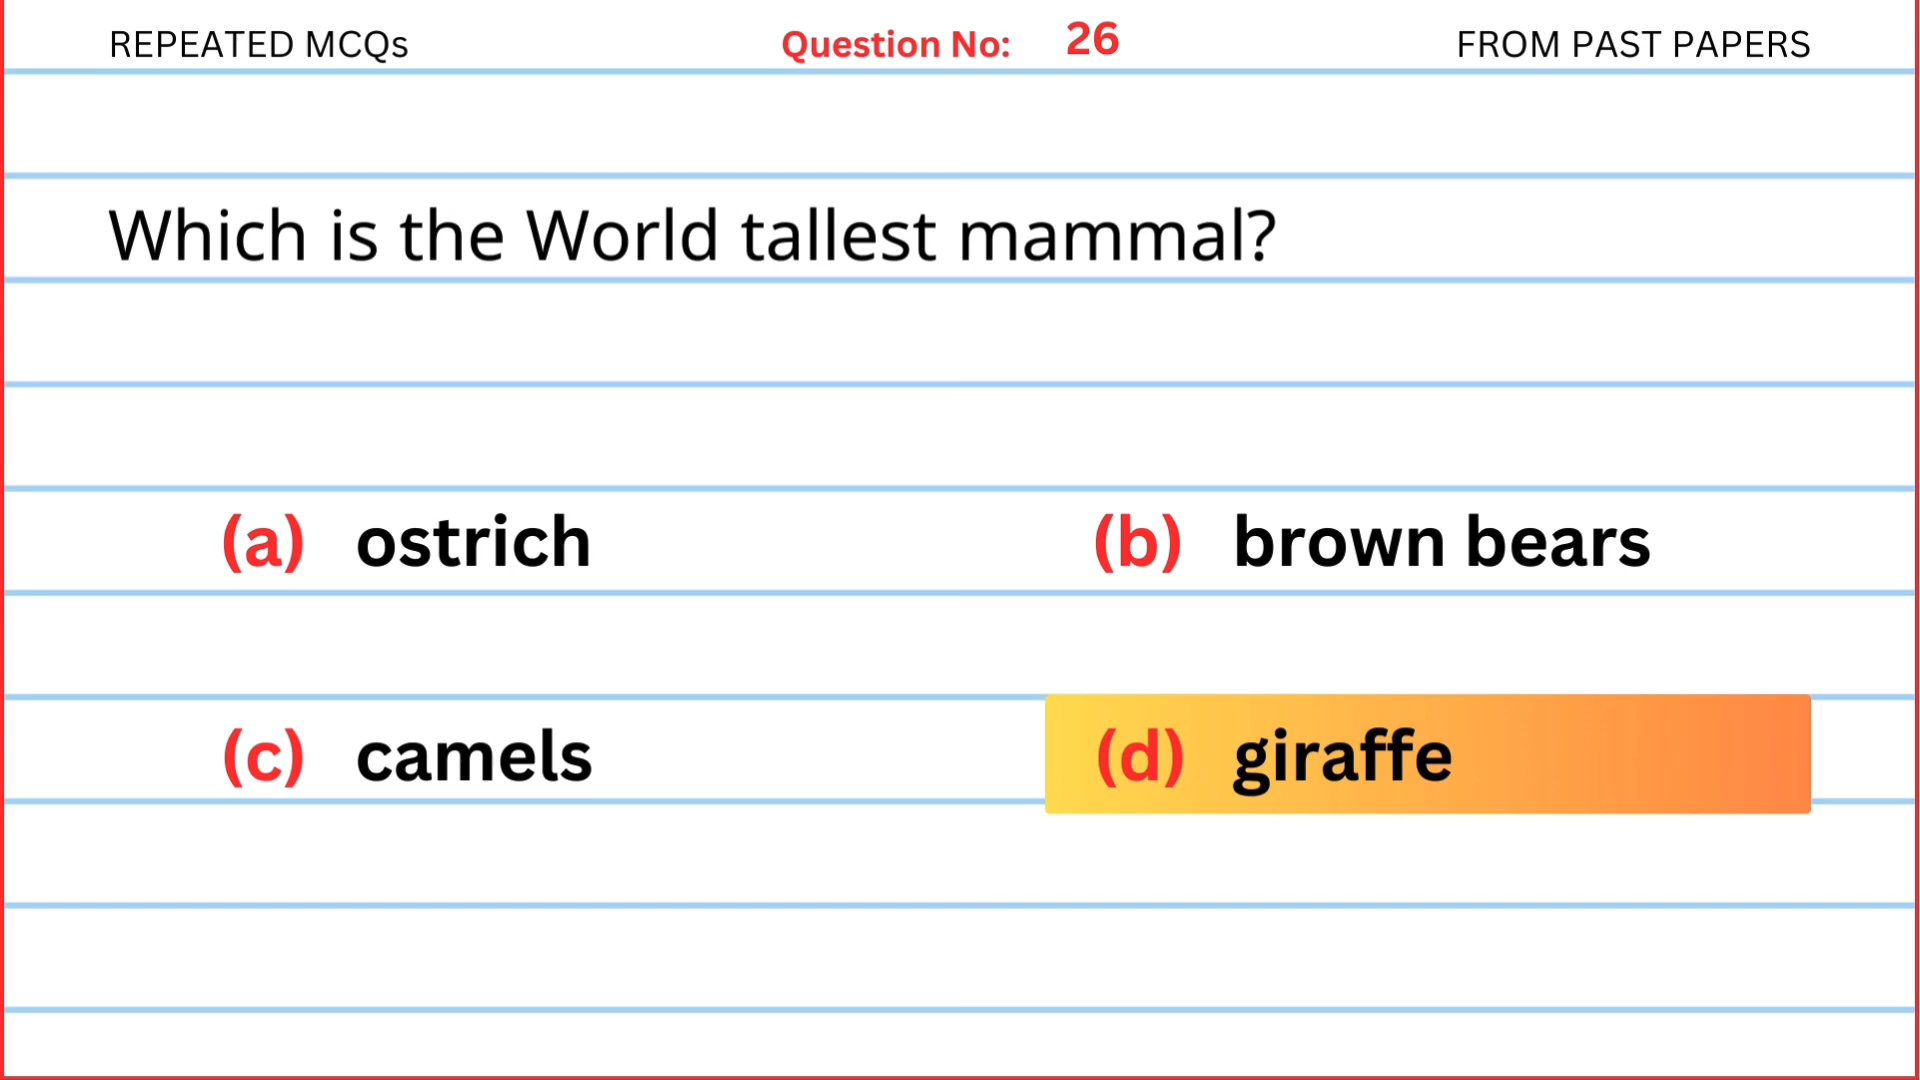 REPEATED MCQs Question No: 26 FROM PAST PAPERS
Which is the World tallest mammal?
(a) ostrich (b) brown bears
(c) camels (d) giraffe